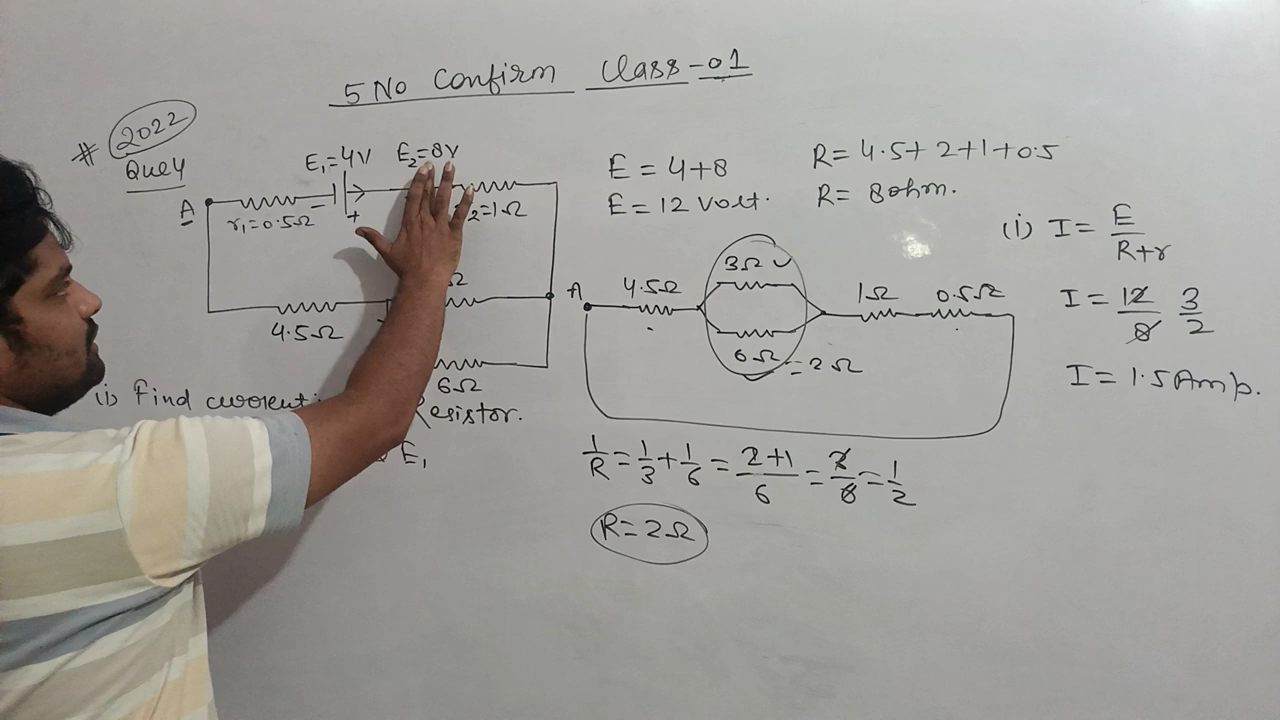 5 No Confirm Class-01
# 2022
Quey
E₁=4V E₂=8V
A
r₁=0.5Ω
- +
₂=1Ω
4.5Ω
Ω
6Ω
(i) Find current
Resistor.
E₁
E = 4+8
E = 12 Volt.
R = 4.5+2+1+0.5
R = 8 ohm.
A 4.5Ω 3Ω 1Ω 0.5Ω
6Ω = 2Ω
1/R = 1/3 + 1/6 = 2+1/6 = 3/6 = 1/2
R = 2Ω
(i) I = E/R+r
I = 12/8 3/2
I = 1.5 Amp.